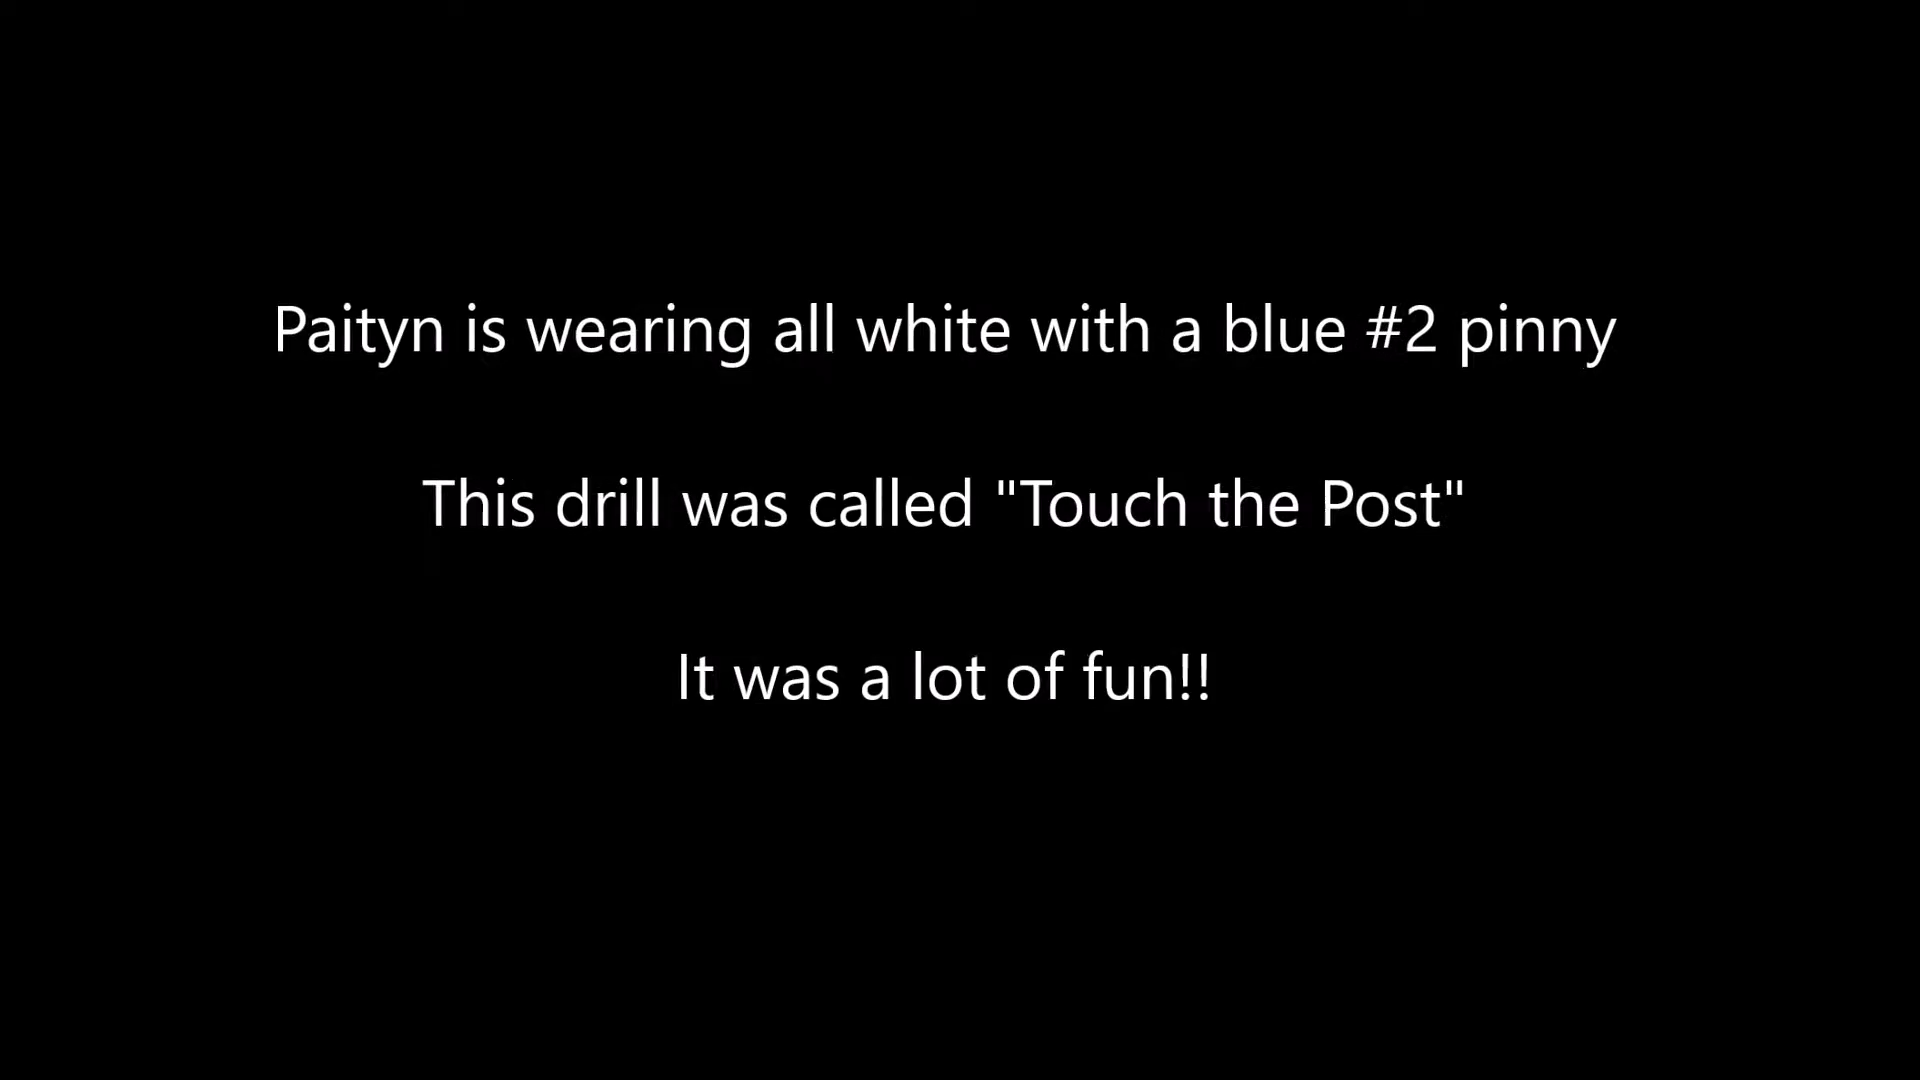 Paityn is wearing all white with a blue #2 pinny
This drill was called "Touch the Post"
It was a lot of fun!!